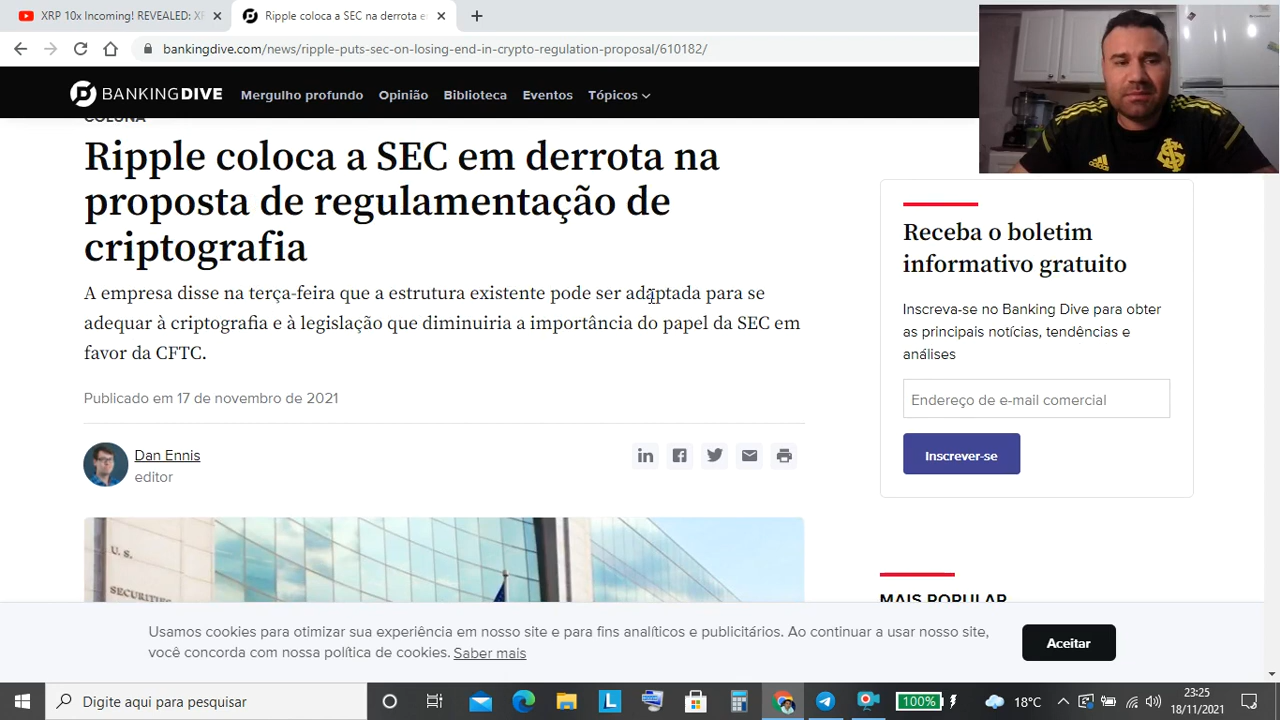 XRP 10x Incoming! REVEALED: XR
Ripple coloca a SEC na derrota e
bankingdive.com/news/ripple-puts-sec-on-losing-end-in-crypto-regulation-proposal/610182/
BANKINGDIVE
Mergulho profundo
Opinião
Biblioteca
Eventos
Tópicos
COLUNA
Ripple coloca a SEC em derrota na
proposta de regulamentação de
criptografia
A empresa disse na terça-feira que a estrutura existente pode ser adaptada para se
adequar à criptografia e à legislação que diminuiria a importância do papel da SEC em
favor da CFTC.
Publicado em 17 de novembro de 2021
Dan Ennis
editor
U.S.
SECURITIES
Receba o boletim
informativo gratuito
Inscreva-se no Banking Dive para obter
as principais notícias, tendências e
análises
Endereço de e-mail comercial
Inscrever-se
MAIS POPULAR
adidas
Usamos cookies para otimizar sua experiência em nosso site e para fins analíticos e publicitários. Ao continuar a usar nosso site,
você concorda com nossa política de cookies. Saber mais
Aceitar
Digite aqui para pesquisar
L
100%
18°C
23:25
18/11/2021